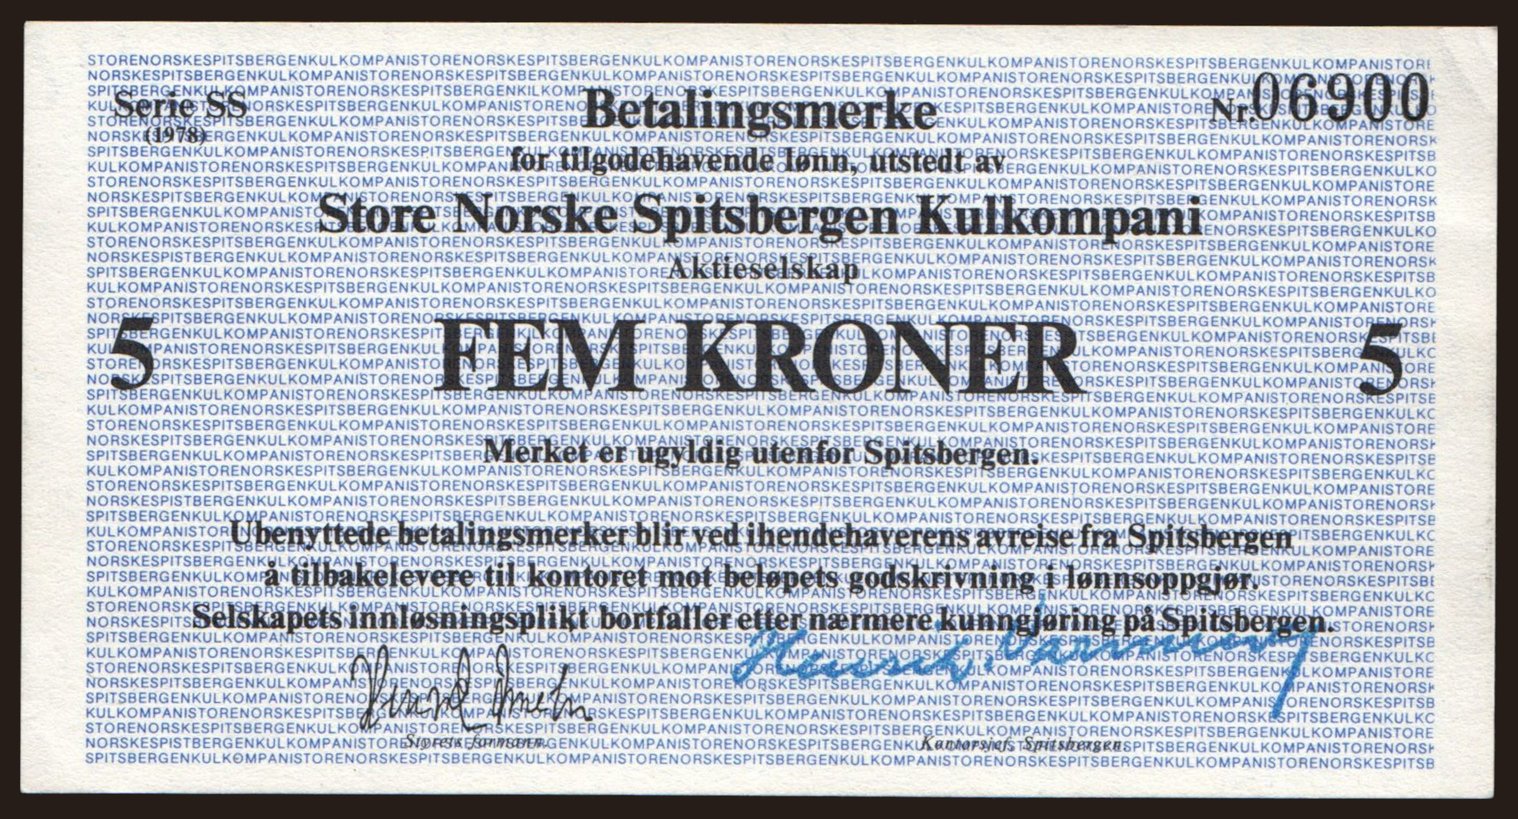 Serie SS
(1978)
Betalingsmerke
Nr. 06900
for tilgodehavende lønn, utstedt av
Store Norske Spitsbergen Kulkompani
Aktieselskap
5 FEM KRONER 5
Merket er ugyldig utenfor Spitsbergen.
Ubenyttede betalingsmerker blir ved ihendehaverens avreise fra Spitsbergen
å tilbakelevere til kontoret mot beløpets godskrivning i lønnsoppgjør.
Selskapets innløsningsplikt bortfaller etter nærmere kunngjøring på Spitsbergen.
Styrets formann. Kontorsjef, Spitsbergen